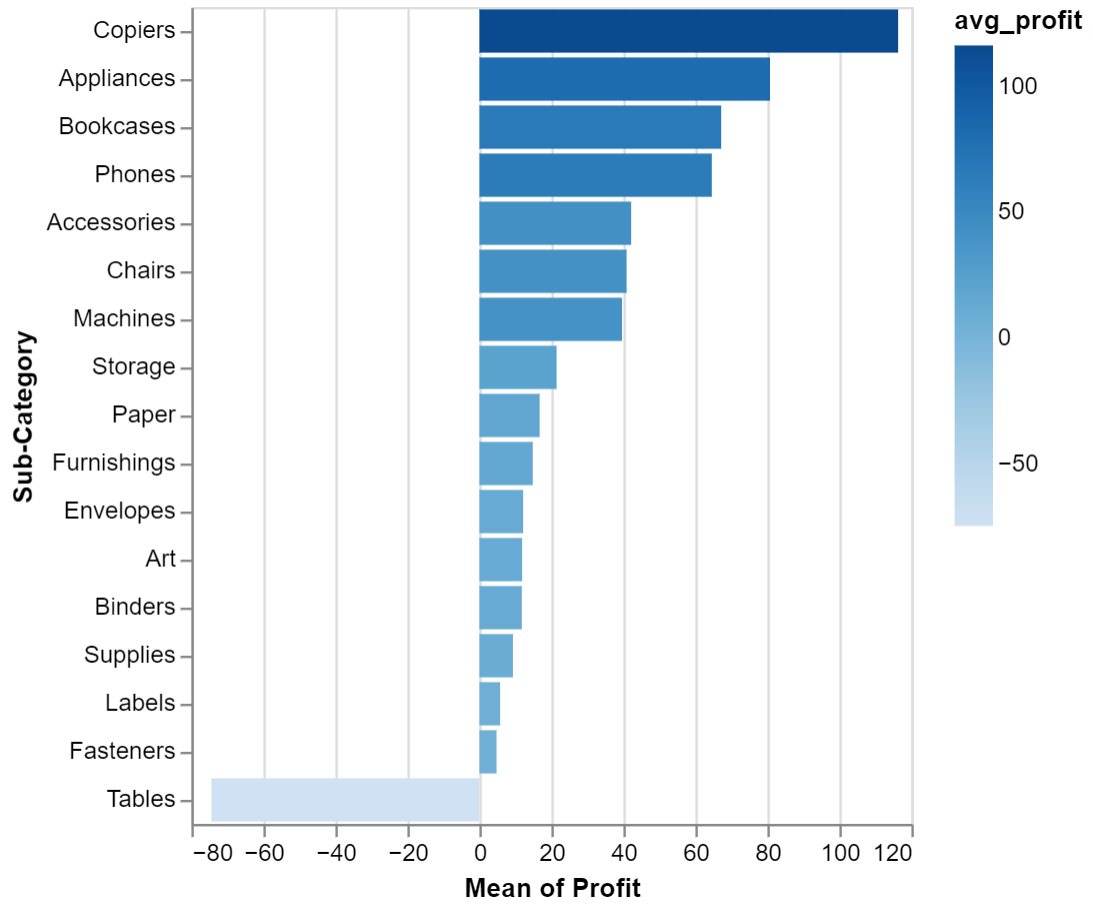 Copiers
Appliances
Bookcases
Phones
Accessories
Chairs
Machines
Storage
Paper
Furnishings
Envelopes
Art
Binders
Supplies
Labels
Fasteners
Tables
Sub-Category
−80 −60 −40 −20 0 20 40 60 80 100 120
Mean of Profit
avg_profit
100
50
0
−50